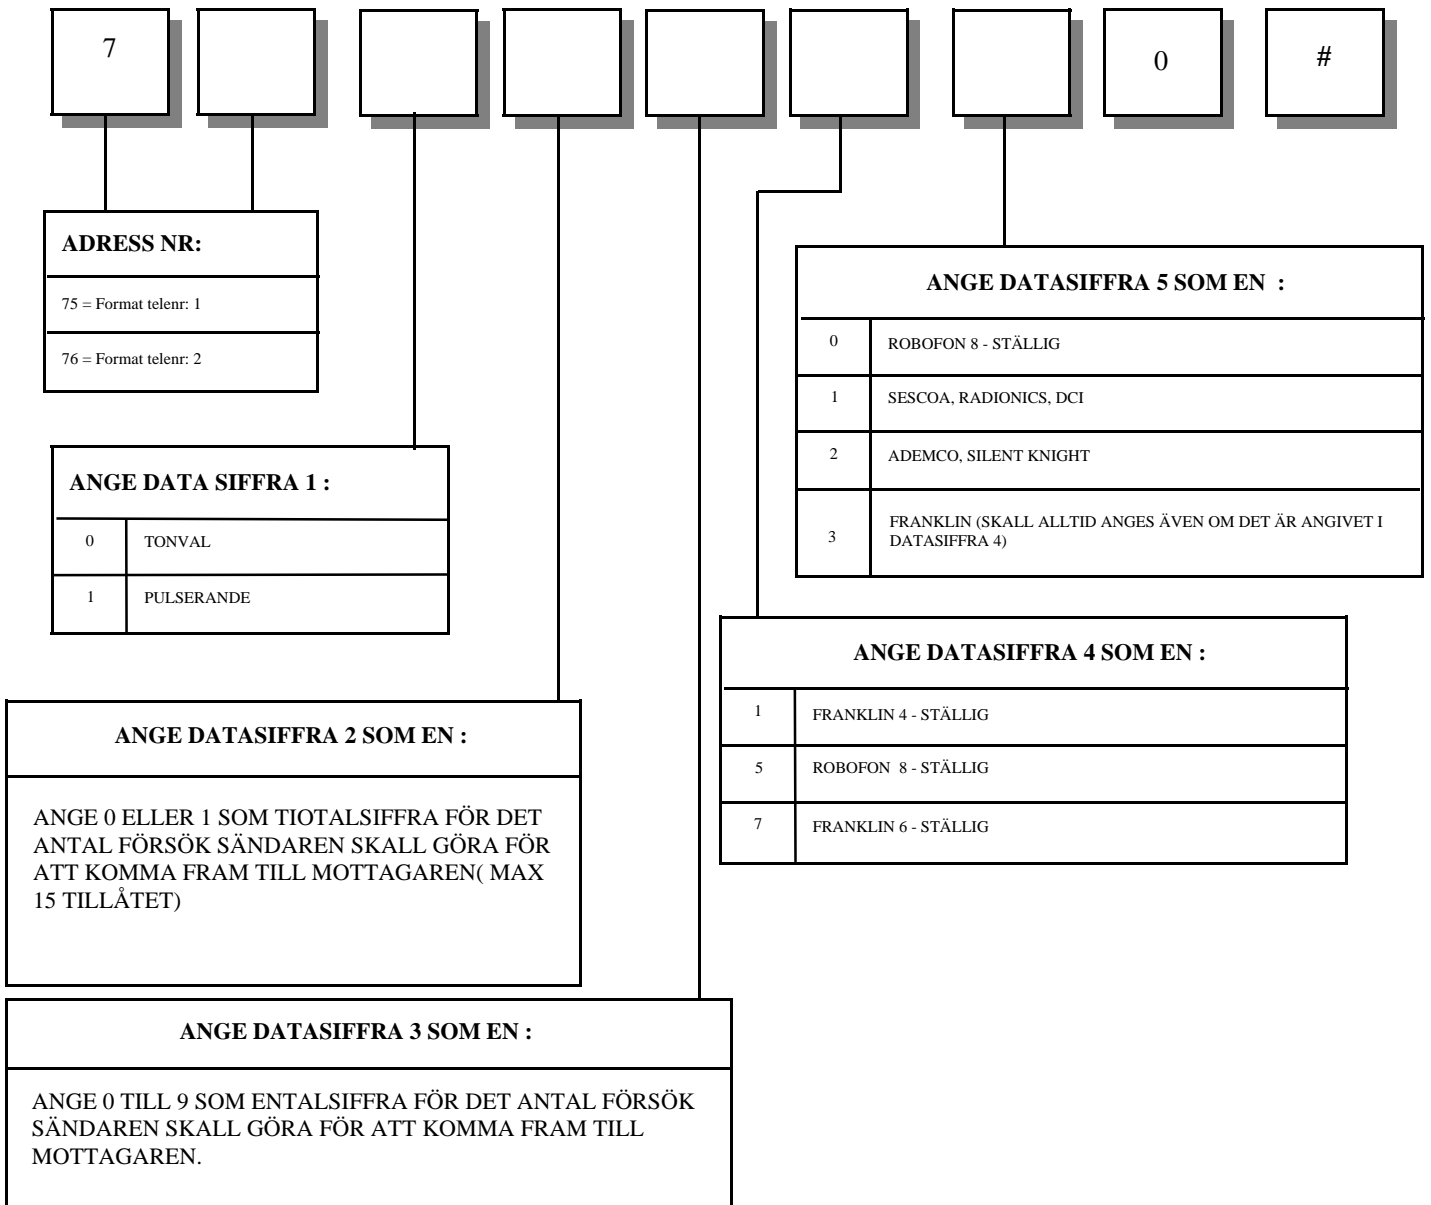 7
0
#
ADRESS NR:
75 = Format telenr: 1
76 = Format telenr: 2
ANGE DATA SIFFRA 1 :
0 TONVAL
1 PULSERANDE
ANGE DATASIFFRA 2 SOM EN :
ANGE 0 ELLER 1 SOM TIOTALSIFFRA FÖR DET
ANTAL FÖRSÖK SÄNDAREN SKALL GÖRA FÖR
ATT KOMMA FRAM TILL MOTTAGAREN( MAX
15 TILLÅTET)
ANGE DATASIFFRA 3 SOM EN :
ANGE 0 TILL 9 SOM ENTALSIFFRA FÖR DET ANTAL FÖRSÖK
SÄNDAREN SKALL GÖRA FÖR ATT KOMMA FRAM TILL
MOTTAGAREN.
ANGE DATASIFFRA 5 SOM EN :
0 ROBOFON 8 - STÄLLIG
1 SESCOA, RADIONICS, DCI
2 ADEMCO, SILENT KNIGHT
3 FRANKLIN (SKALL ALLTID ANGES ÄVEN OM DET ÄR ANGIVET I
DATASIFFRA 4)
ANGE DATASIFFRA 4 SOM EN :
1 FRANKLIN 4 - STÄLLIG
5 ROBOFON 8 - STÄLLIG
7 FRANKLIN 6 - STÄLLIG